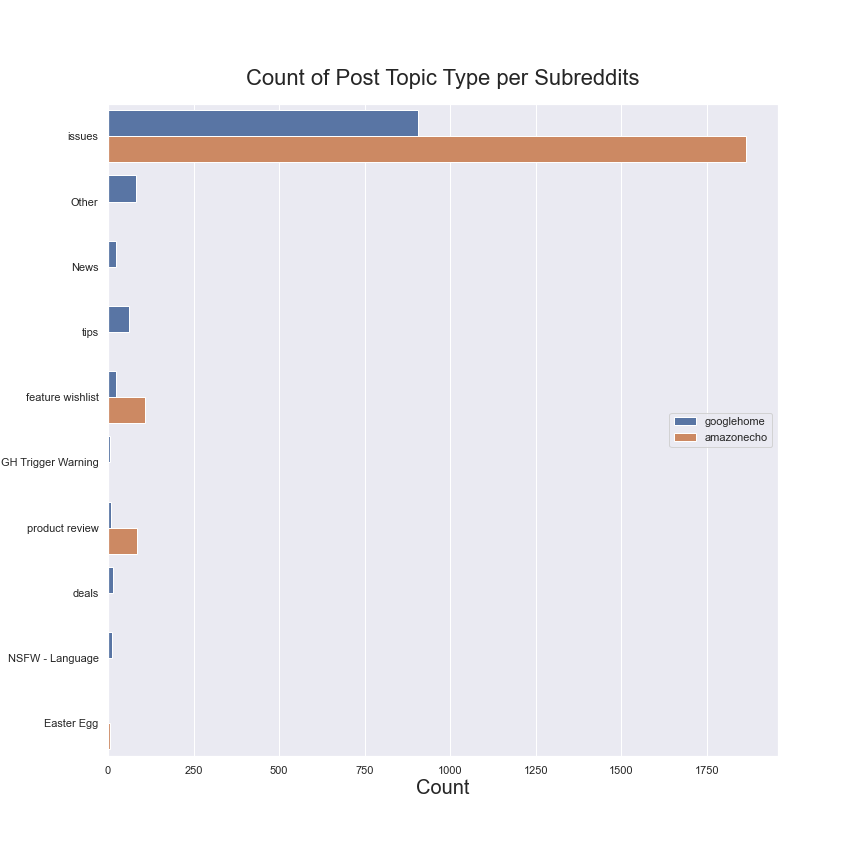 Count of Post Topic Type per Subreddits
issues
Other
News
tips
feature wishlist
GH Trigger Warning
product review
deals
NSFW - Language
Easter Egg
googlehome
amazonecho
0 250 500 750 1000 1250 1500 1750
Count